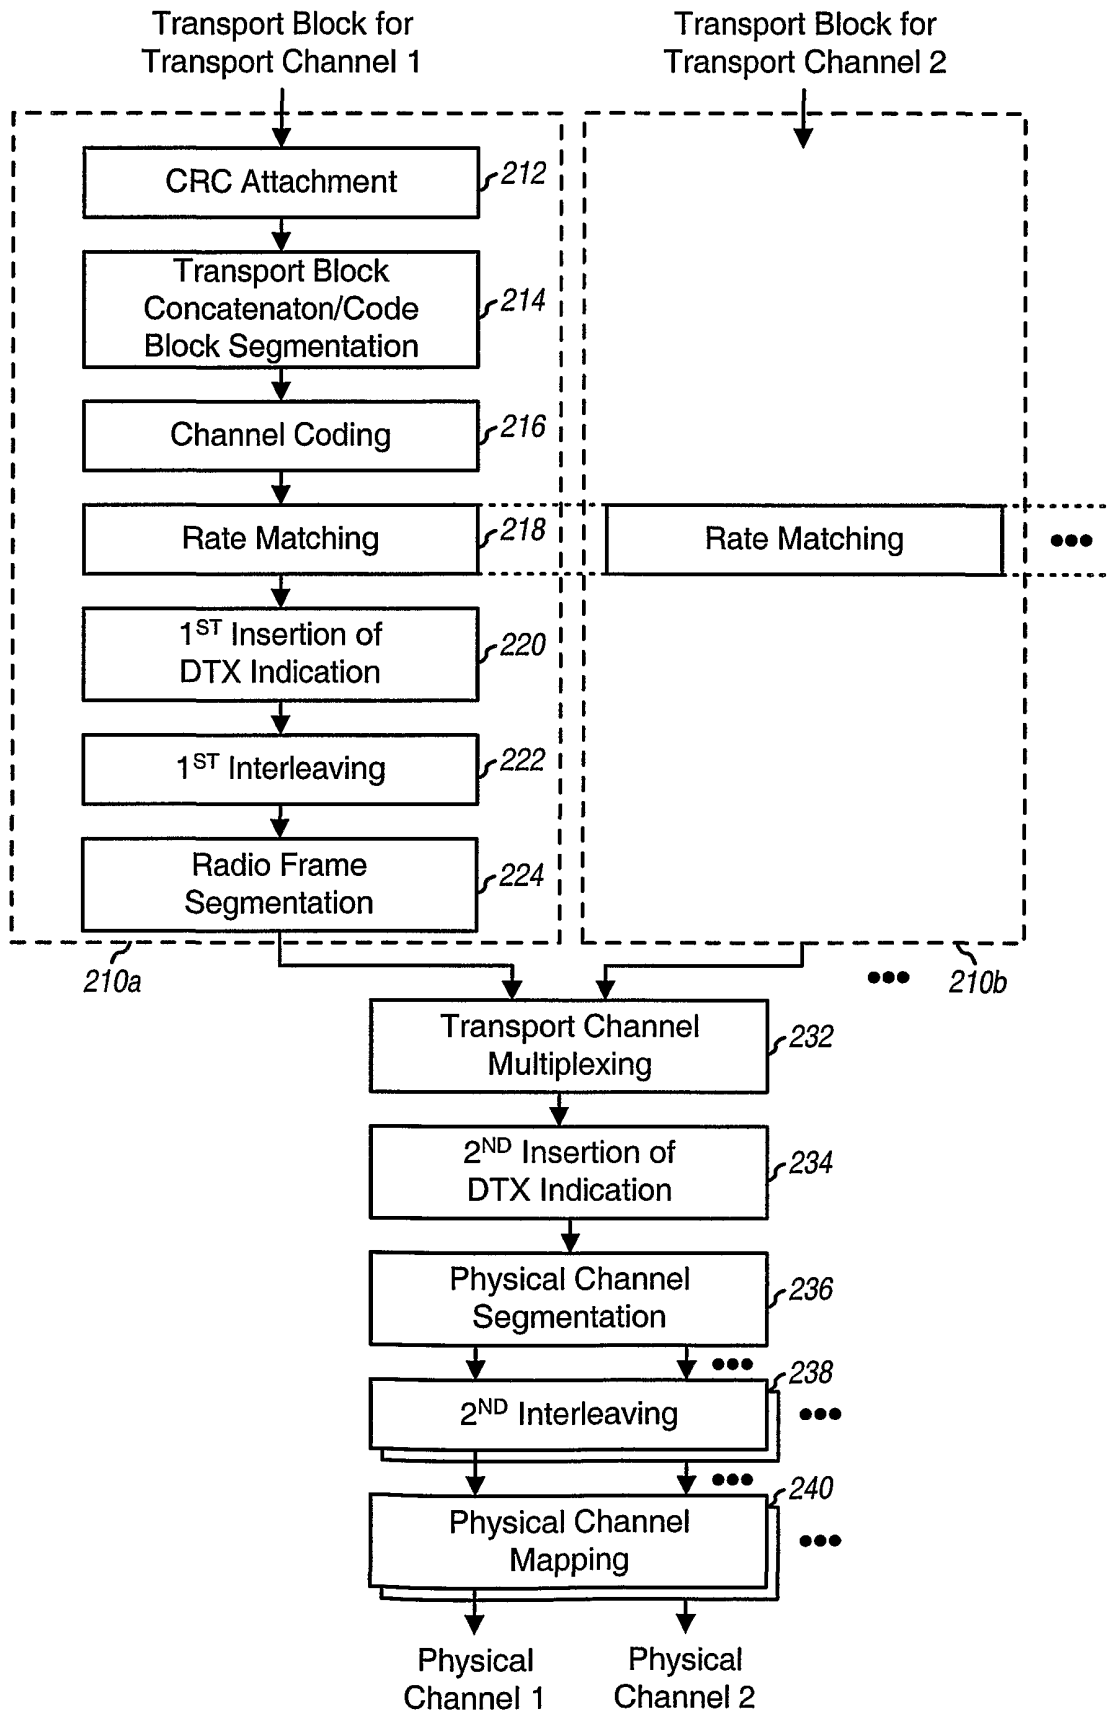 Transport Block for
Transport Channel 1
Transport Block for
Transport Channel 2
CRC Attachment
212
Transport Block
Concatenaton/Code
Block Segmentation
214
Channel Coding
216
Rate Matching
218
Rate Matching
1ST Insertion of
DTX Indication
220
1ST Interleaving
222
Radio Frame
Segmentation
224
210a
210b
Transport Channel
Multiplexing
232
2ND Insertion of
DTX Indication
234
Physical Channel
Segmentation
236
2ND Interleaving
238
Physical Channel
Mapping
240
Physical
Channel 1
Physical
Channel 2